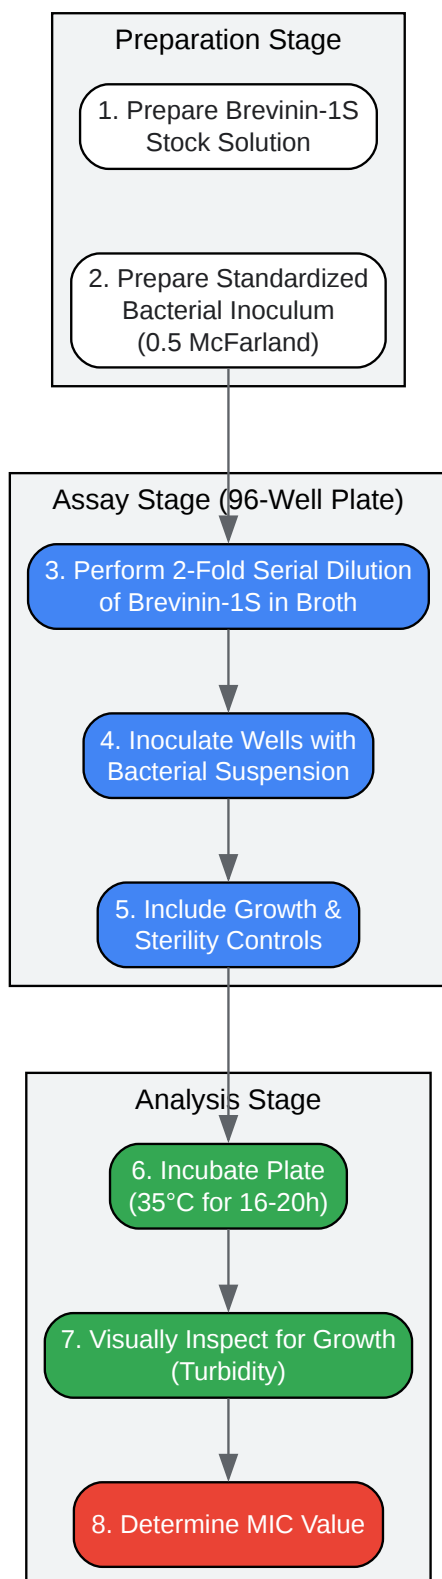 Preparation Stage
1. Prepare Brevinin-1S
Stock Solution
2. Prepare Standardized
Bacterial Inoculum
(0.5 McFarland)
Assay Stage (96-Well Plate)
3. Perform 2-Fold Serial Dilution
of Brevinin-1S in Broth
4. Inoculate Wells with
Bacterial Suspension
5. Include Growth &
Sterility Controls
Analysis Stage
6. Incubate Plate
(35°C for 16-20h)
7. Visually Inspect for Growth
(Turbidity)
8. Determine MIC Value